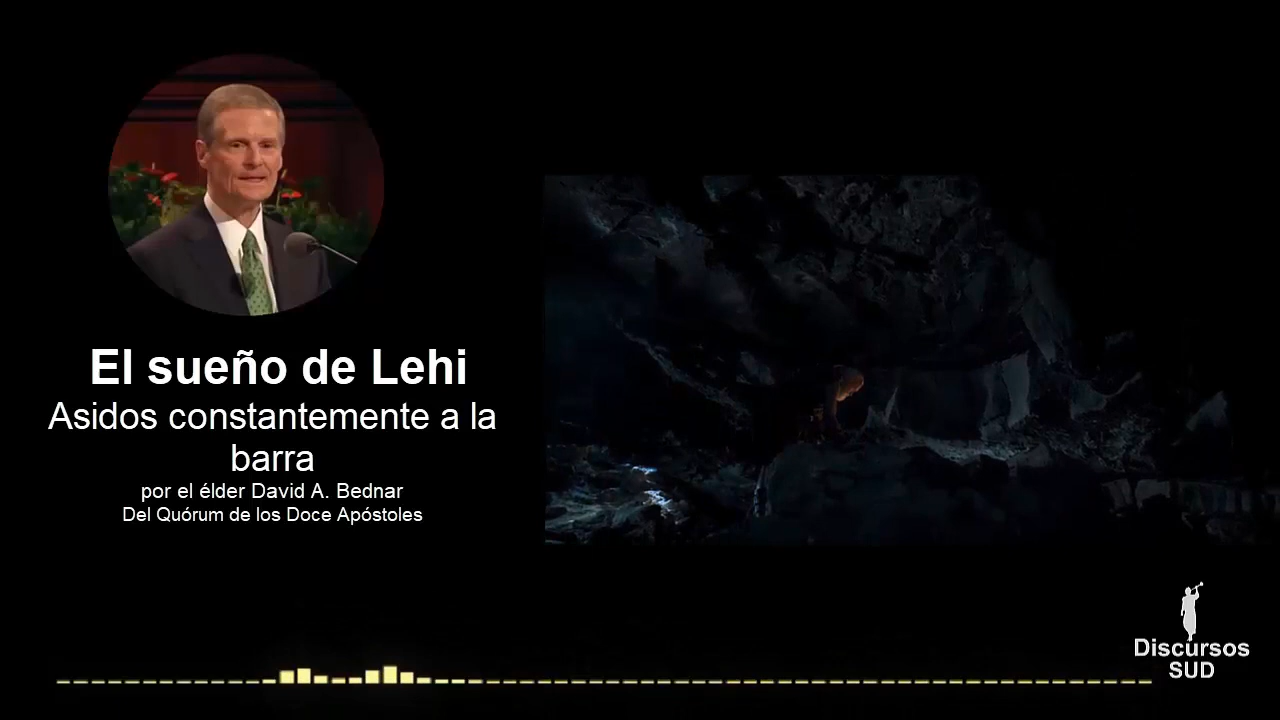 El sueño de Lehi
Asidos constantemente a la
barra
por el élder David A. Bednar
Del Quórum de los Doce Apóstoles
Discursos
SUD